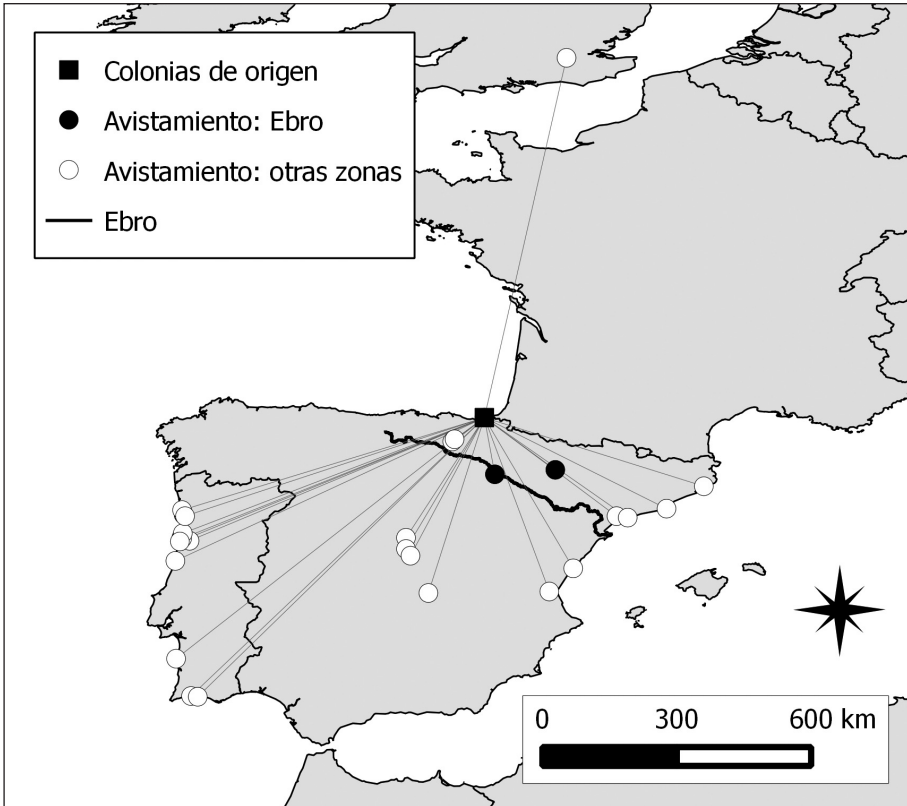 Colonias de origen
Avistamiento: Ebro
Avistamiento: otras zonas
Ebro
0 300 600 km